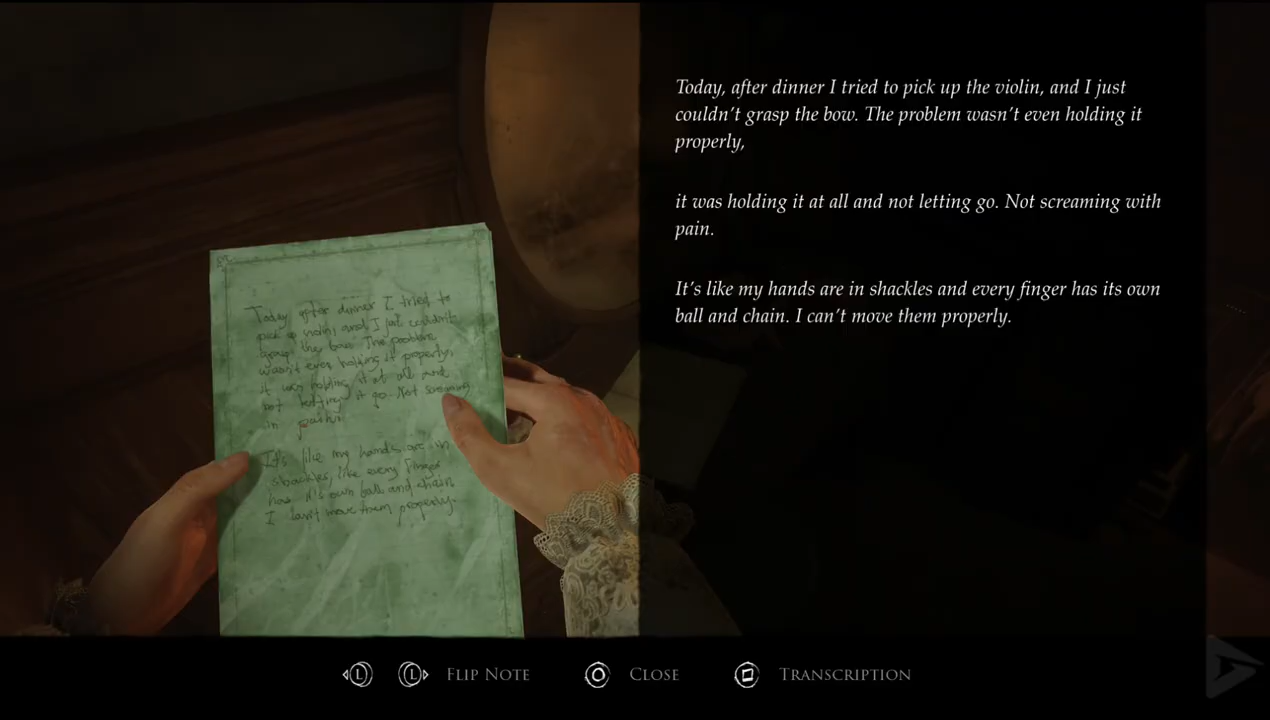 Today, after dinner I tried to pick up the violin, and I just
couldn't grasp the bow. The problem wasn't even holding it
properly,
it was holding it at all and not letting go. Not screaming with
pain.
It's like my hands are in shackles and every finger has its own
ball and chain. I can't move them properly.
Today after dinner I tried to
pick up violin, and I just couldn't
grasp the bow. The problem
wasn't even holding it properly,
it was holding it at all and
not letting it go. Not screaming
in
It's like my hands are in
shackles, like every finger
has it's own ball and chain
I can't move them properly.
L L FLIP NOTE CLOSE TRANSCRIPTION